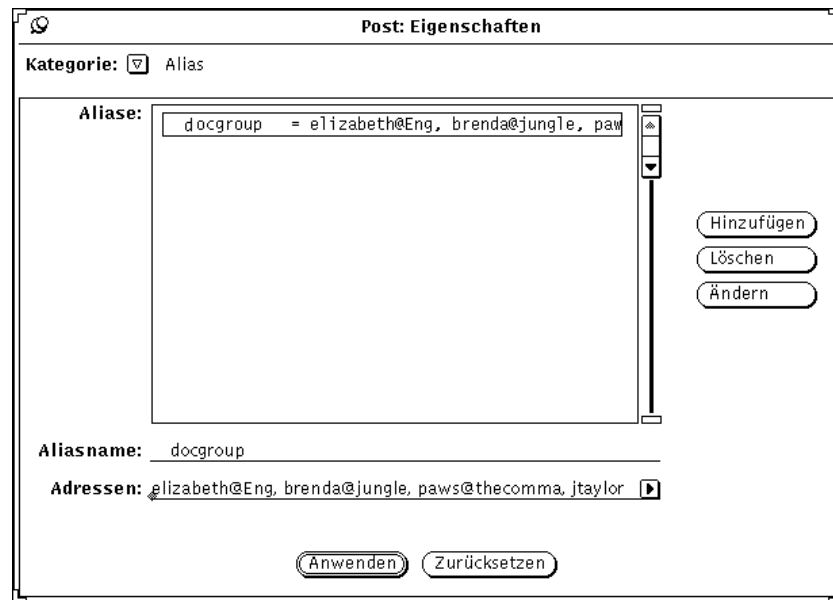 Post: Eigenschaften
Kategorie: Alias
Aliase:
docgroup = elizabeth@Eng, brenda@jungle, paw
Hinzufügen
Löschen
Ändern
Aliasname: docgroup
Adressen: elizabeth@Eng, brenda@jungle, paws@thecomma, jtaylor
Anwenden Zurücksetzen